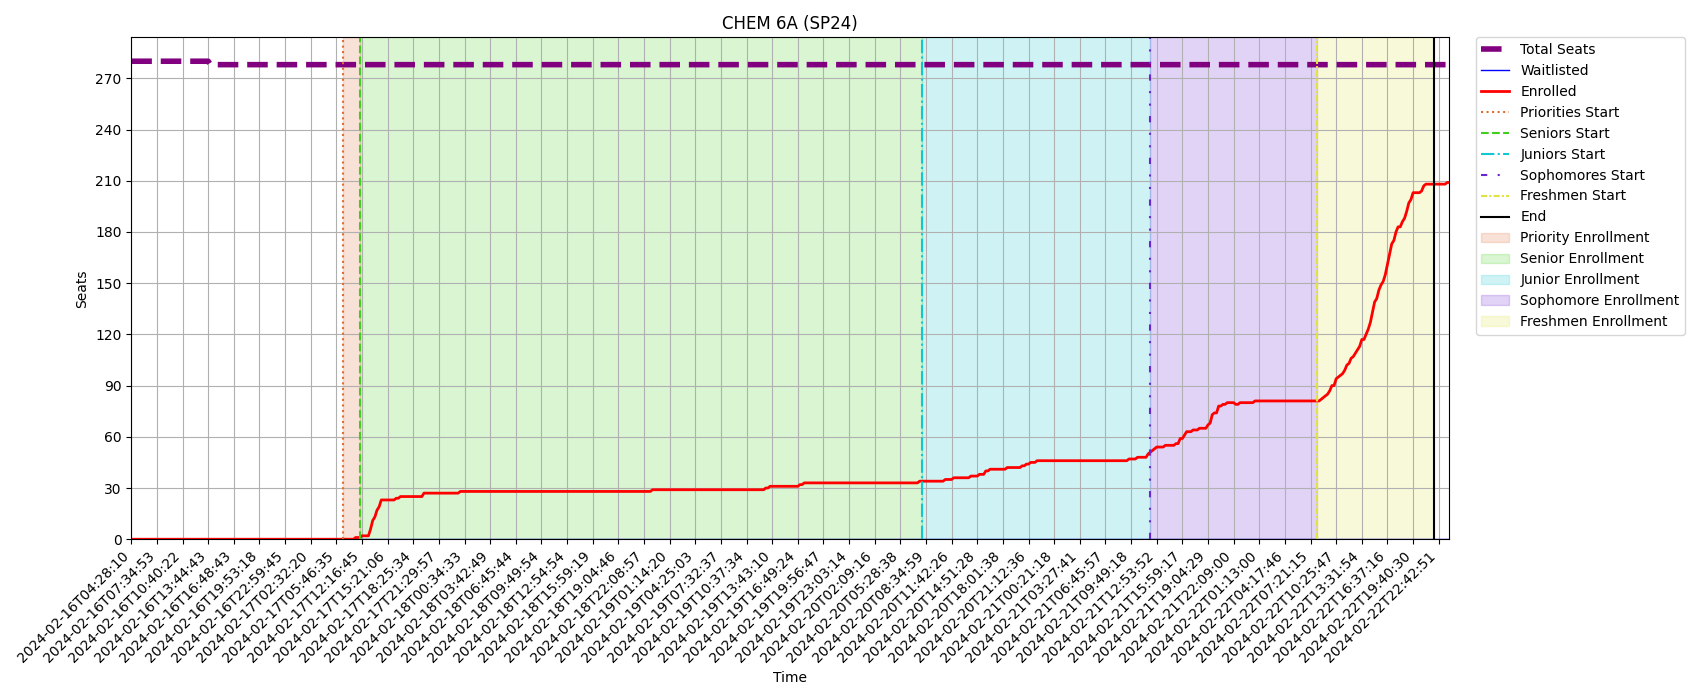 CHEM 6A (SP24)
Seats
270
240
210
180
150
120
90
60
30
0
2024-02-16T04:28:10
2024-02-16T07:34:53
2024-02-16T10:40:22
2024-02-16T13:44:43
2024-02-16T16:48:43
2024-02-16T19:53:18
2024-02-16T22:59:45
2024-02-17T02:32:20
2024-02-17T05:46:35
2024-02-17T12:16:45
2024-02-17T15:21:06
2024-02-17T18:25:34
2024-02-17T21:29:57
2024-02-18T00:34:33
2024-02-18T03:42:49
2024-02-18T06:45:44
2024-02-18T09:49:54
2024-02-18T12:54:54
2024-02-18T15:59:19
2024-02-18T19:04:46
2024-02-18T22:08:57
2024-02-19T01:14:20
2024-02-19T04:25:03
2024-02-19T07:32:37
2024-02-19T10:37:34
2024-02-19T13:43:10
2024-02-19T16:49:24
2024-02-19T19:56:47
2024-02-19T23:03:14
2024-02-20T02:09:16
2024-02-20T05:28:38
2024-02-20T08:34:59
2024-02-20T11:42:26
2024-02-20T14:51:28
2024-02-20T18:01:38
2024-02-20T21:12:36
2024-02-21T00:21:18
2024-02-21T03:27:41
2024-02-21T06:45:57
2024-02-21T09:49:18
2024-02-21T12:53:52
2024-02-21T15:59:17
2024-02-21T19:04:29
2024-02-21T22:09:00
2024-02-22T01:13:00
2024-02-22T04:17:46
2024-02-22T07:21:15
2024-02-22T10:25:47
2024-02-22T13:31:54
2024-02-22T16:37:16
2024-02-22T19:40:30
2024-02-22T22:42:51
Time
Total Seats
Waitlisted
Enrolled
Priorities Start
Seniors Start
Juniors Start
Sophomores Start
Freshmen Start
End
Priority Enrollment
Senior Enrollment
Junior Enrollment
Sophomore Enrollment
Freshmen Enrollment